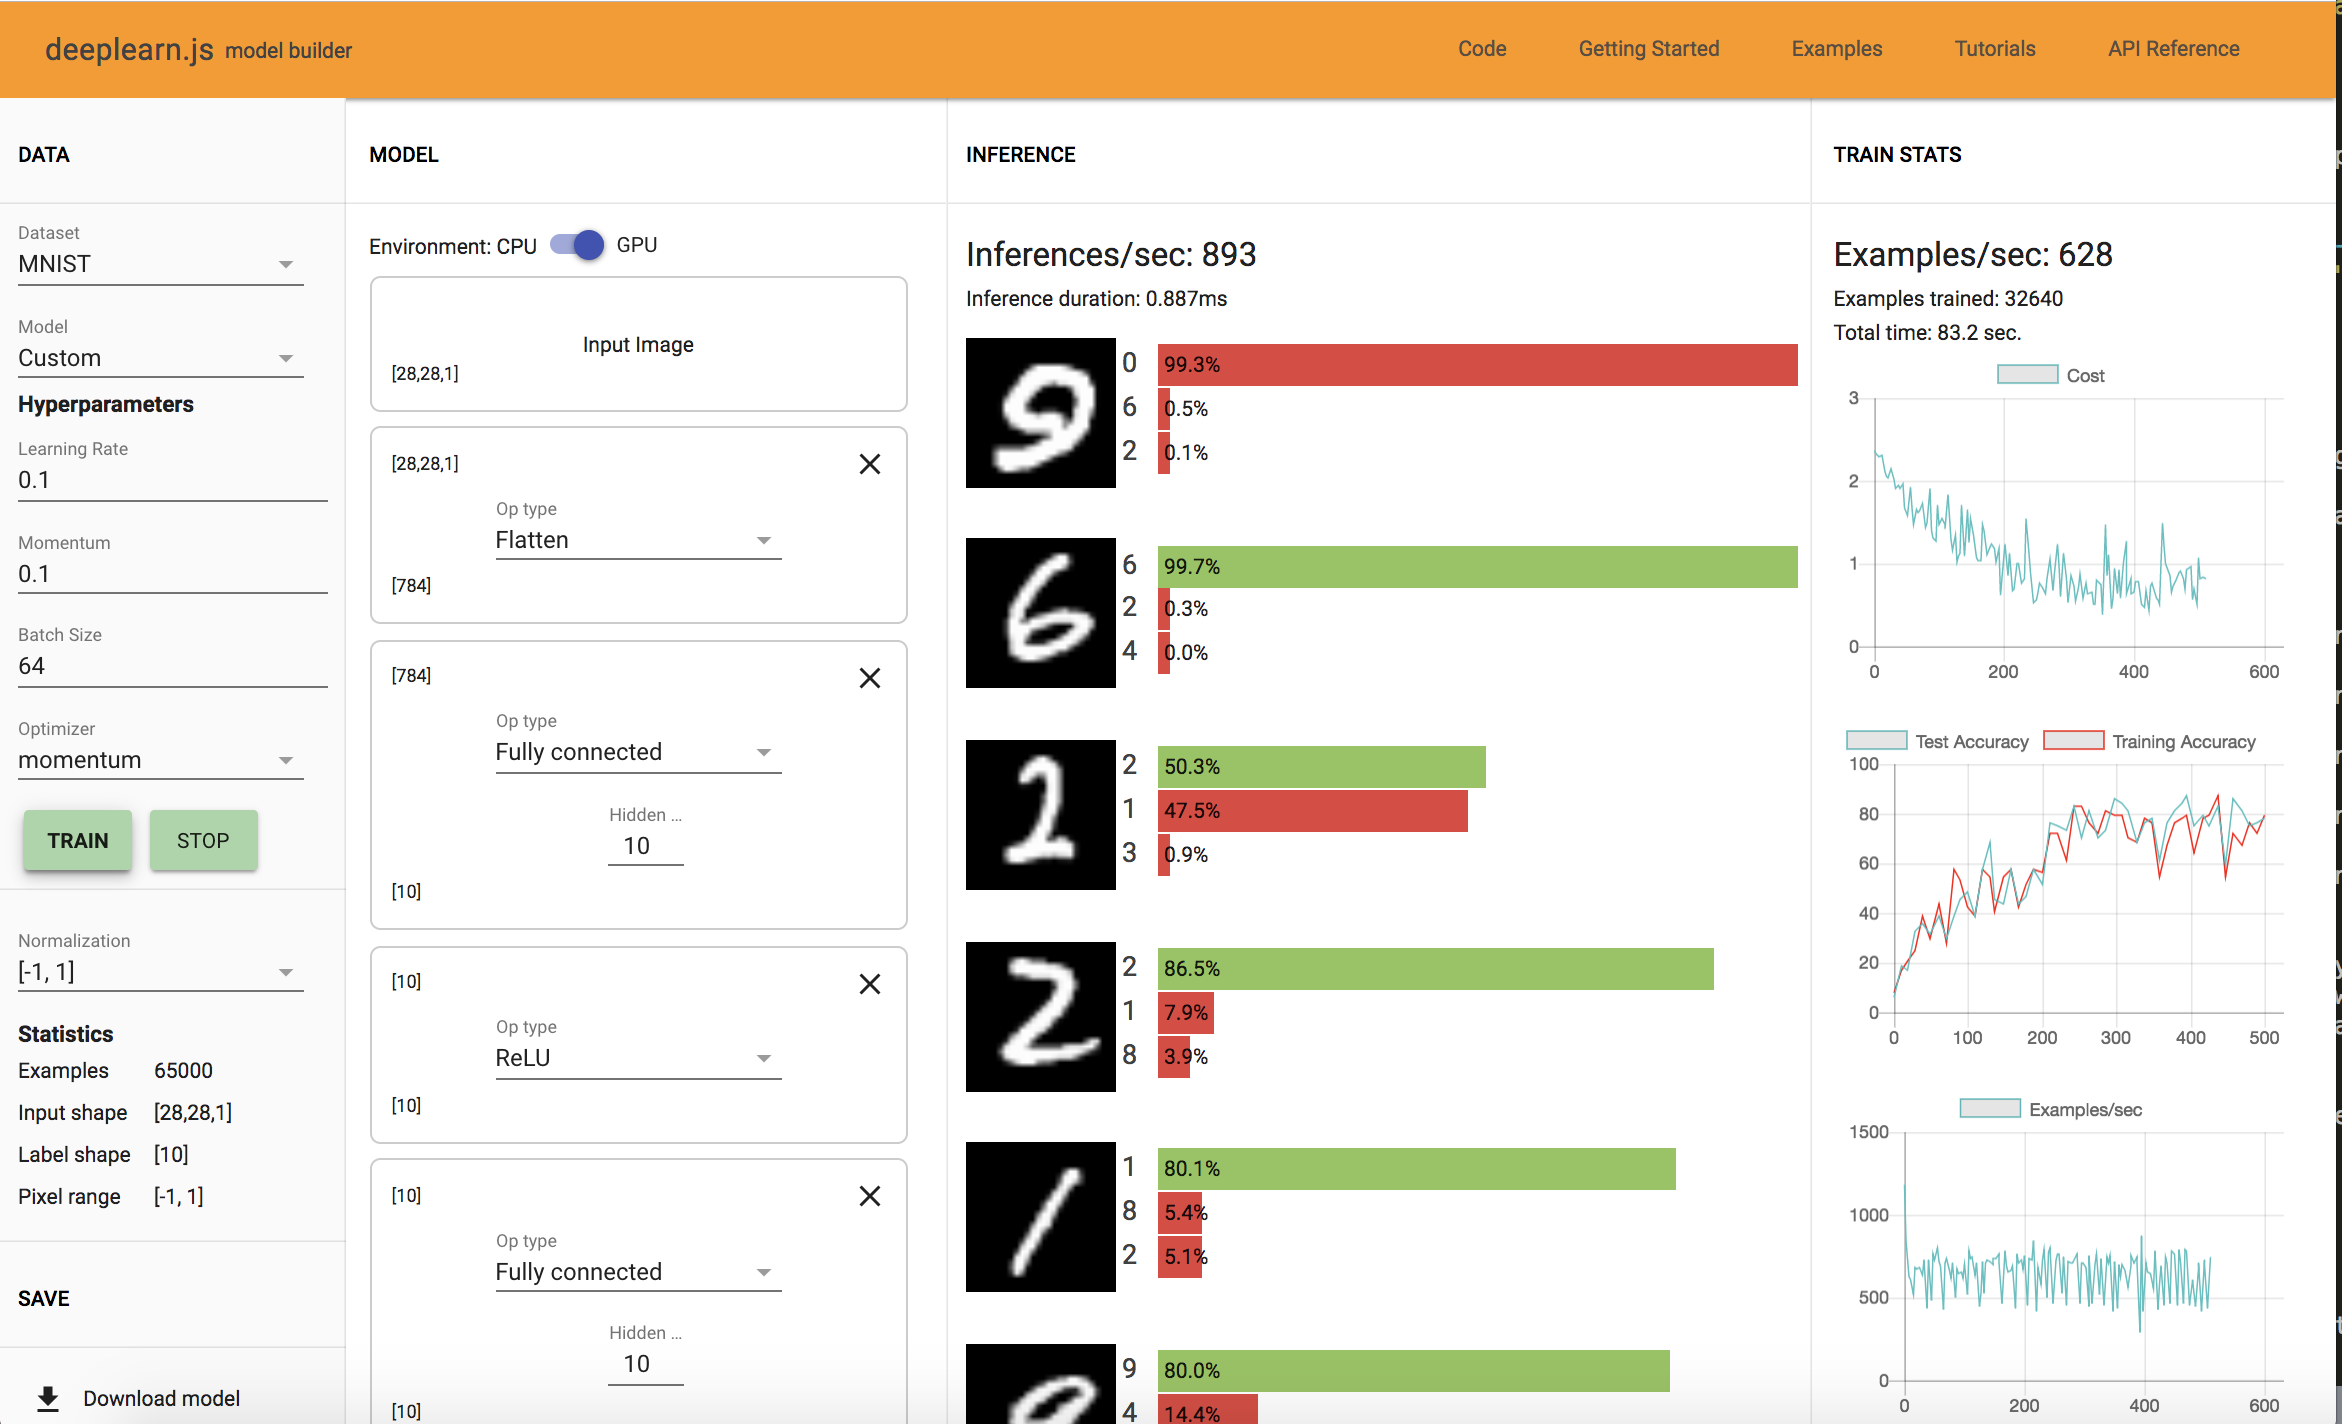 deeplearn.js model builder
Code Getting Started Examples Tutorials API Reference
DATA
Dataset
MNIST
Model
Custom
Hyperparameters
Learning Rate
0.1
Momentum
0.1
Batch Size
64
Optimizer
momentum
TRAIN STOP
Normalization
[-1, 1]
Statistics
Examples 65000
Input shape [28,28,1]
Label shape [10]
Pixel range [-1, 1]
SAVE
Download model
MODEL
Environment: CPU GPU
Input Image
[28,28,1]
[28,28,1]
Op type
Flatten
[784]
[784]
Op type
Fully connected
Hidden ...
10
[10]
[10]
Op type
ReLU
[10]
[10]
Op type
Fully connected
Hidden ...
10
[10]
INFERENCE
Inferences/sec: 893
Inference duration: 0.887ms
9
0 99.3%
6 0.5%
2 0.1%
6
6 99.7%
2 0.3%
4 0.0%
2
2 50.3%
1 47.5%
3 0.9%
2
2 86.5%
1 7.9%
8 3.9%
1
1 80.1%
8 5.4%
2 5.1%
9 80.0%
4 14.4%
TRAIN STATS
Examples/sec: 628
Examples trained: 32640
Total time: 83.2 sec.
Cost
3
2
1
0
0 200 400 600
Test Accuracy Training Accuracy
100
80
60
40
20
0
0 100 200 300 400 500
Examples/sec
1500
1000
500
0
0 200 400 600